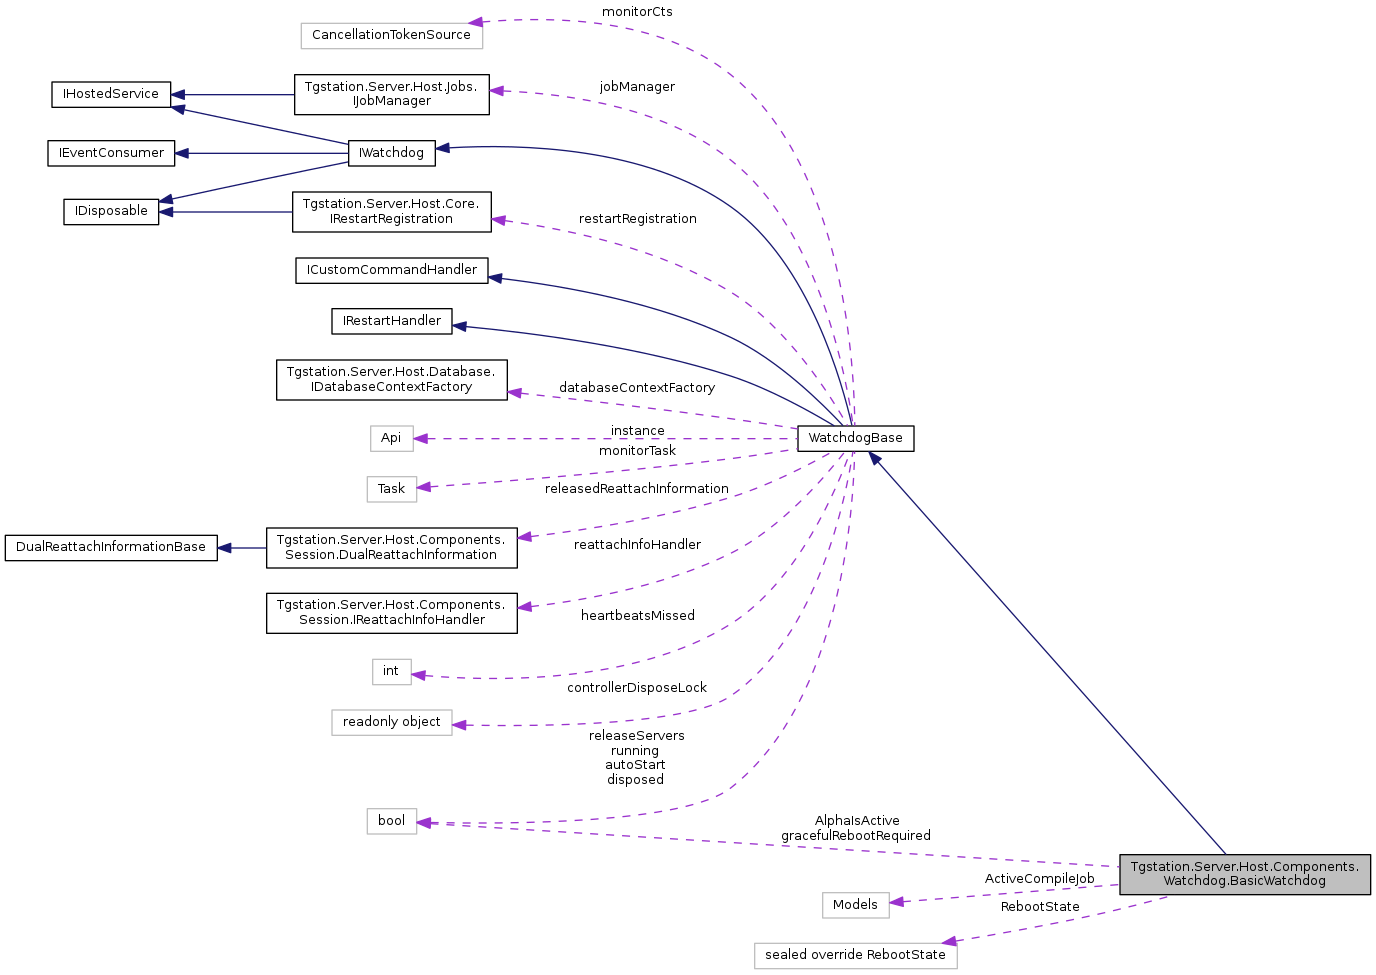 monitorCts
CancellationTokenSource
IHostedService
Tgstation.Server.Host.Jobs.
IJobManager
jobManager
IEventConsumer
IWatchdog
IDisposable
Tgstation.Server.Host.Core.
IRestartRegistration
restartRegistration
ICustomCommandHandler
IRestartHandler
Tgstation.Server.Host.Database.
IDatabaseContextFactory
databaseContextFactory
Api
instance
WatchdogBase
monitorTask
Task
releasedReattachInformation
DualReattachInformationBase
Tgstation.Server.Host.Components.
Session.DualReattachInformation
reattachInfoHandler
Tgstation.Server.Host.Components.
Session.IReattachInfoHandler
heartbeatsMissed
int
controllerDisposeLock
readonly object
releaseServers
running
autoStart
disposed
bool
AlphaIsActive
gracefulRebootRequired
Tgstation.Server.Host.Components.
Watchdog.BasicWatchdog
ActiveCompileJob
Models
RebootState
sealed override RebootState